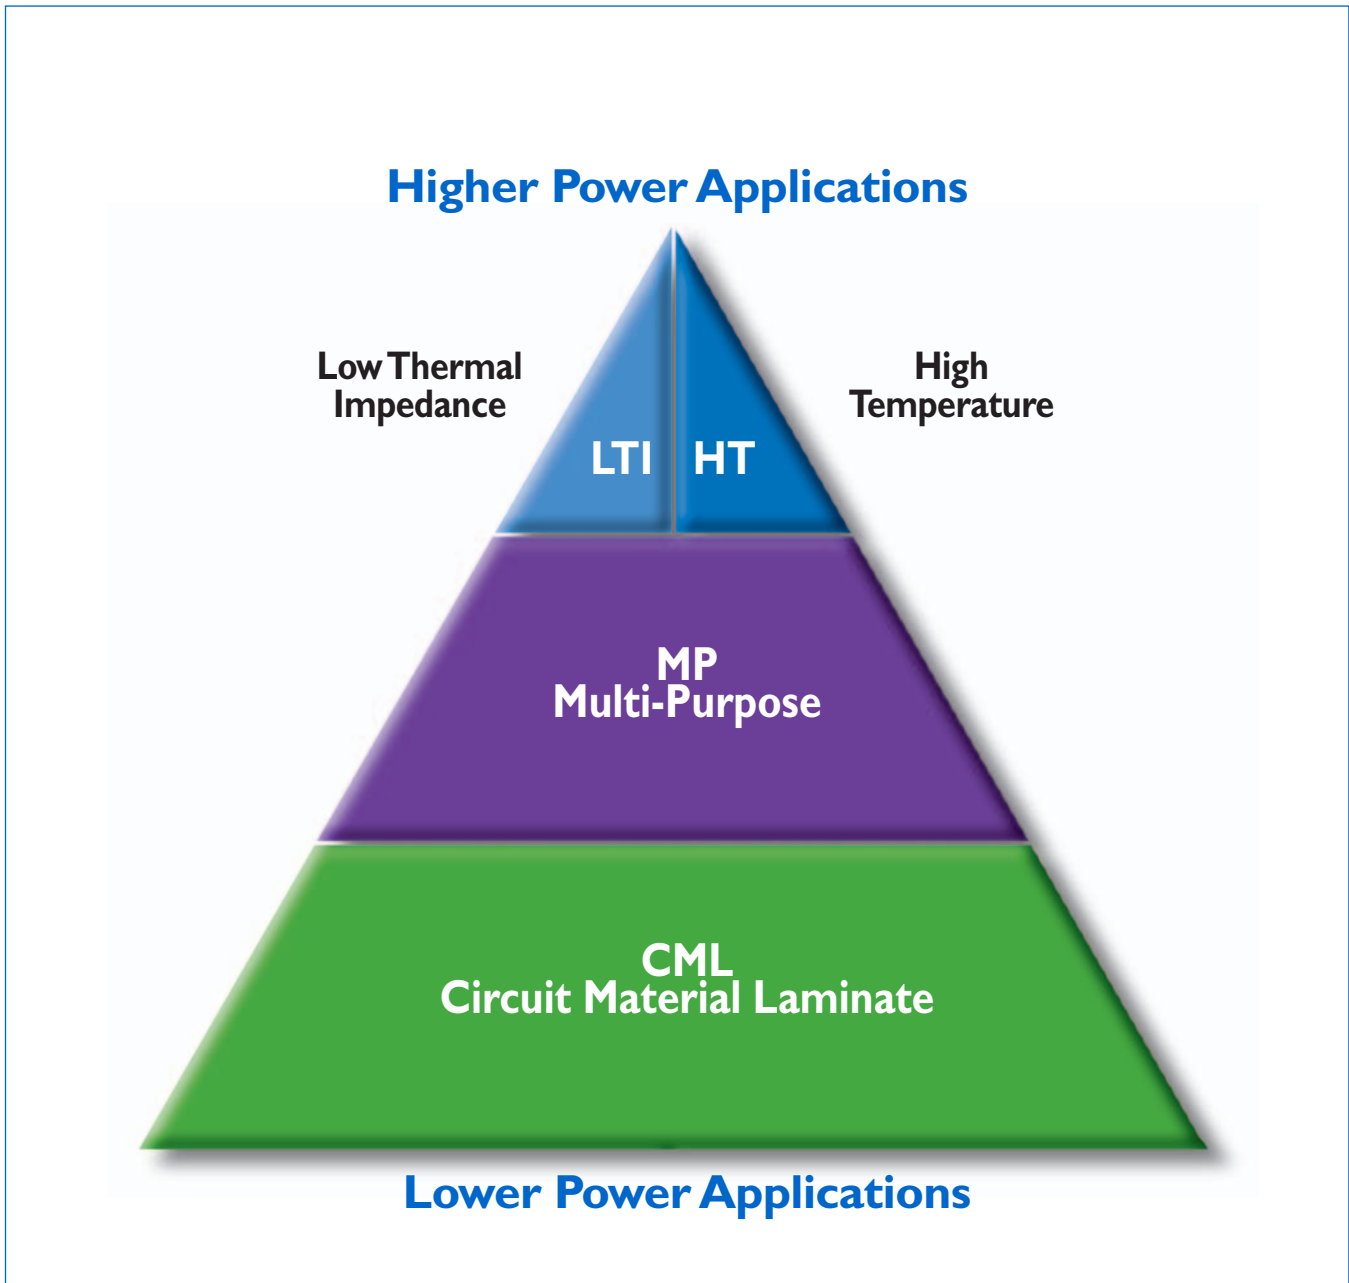 Higher Power Applications
Low Thermal
Impedance
High
Temperature
LTI
HT
MP
Multi-Purpose
CML
Circuit Material Laminate
Lower Power Applications